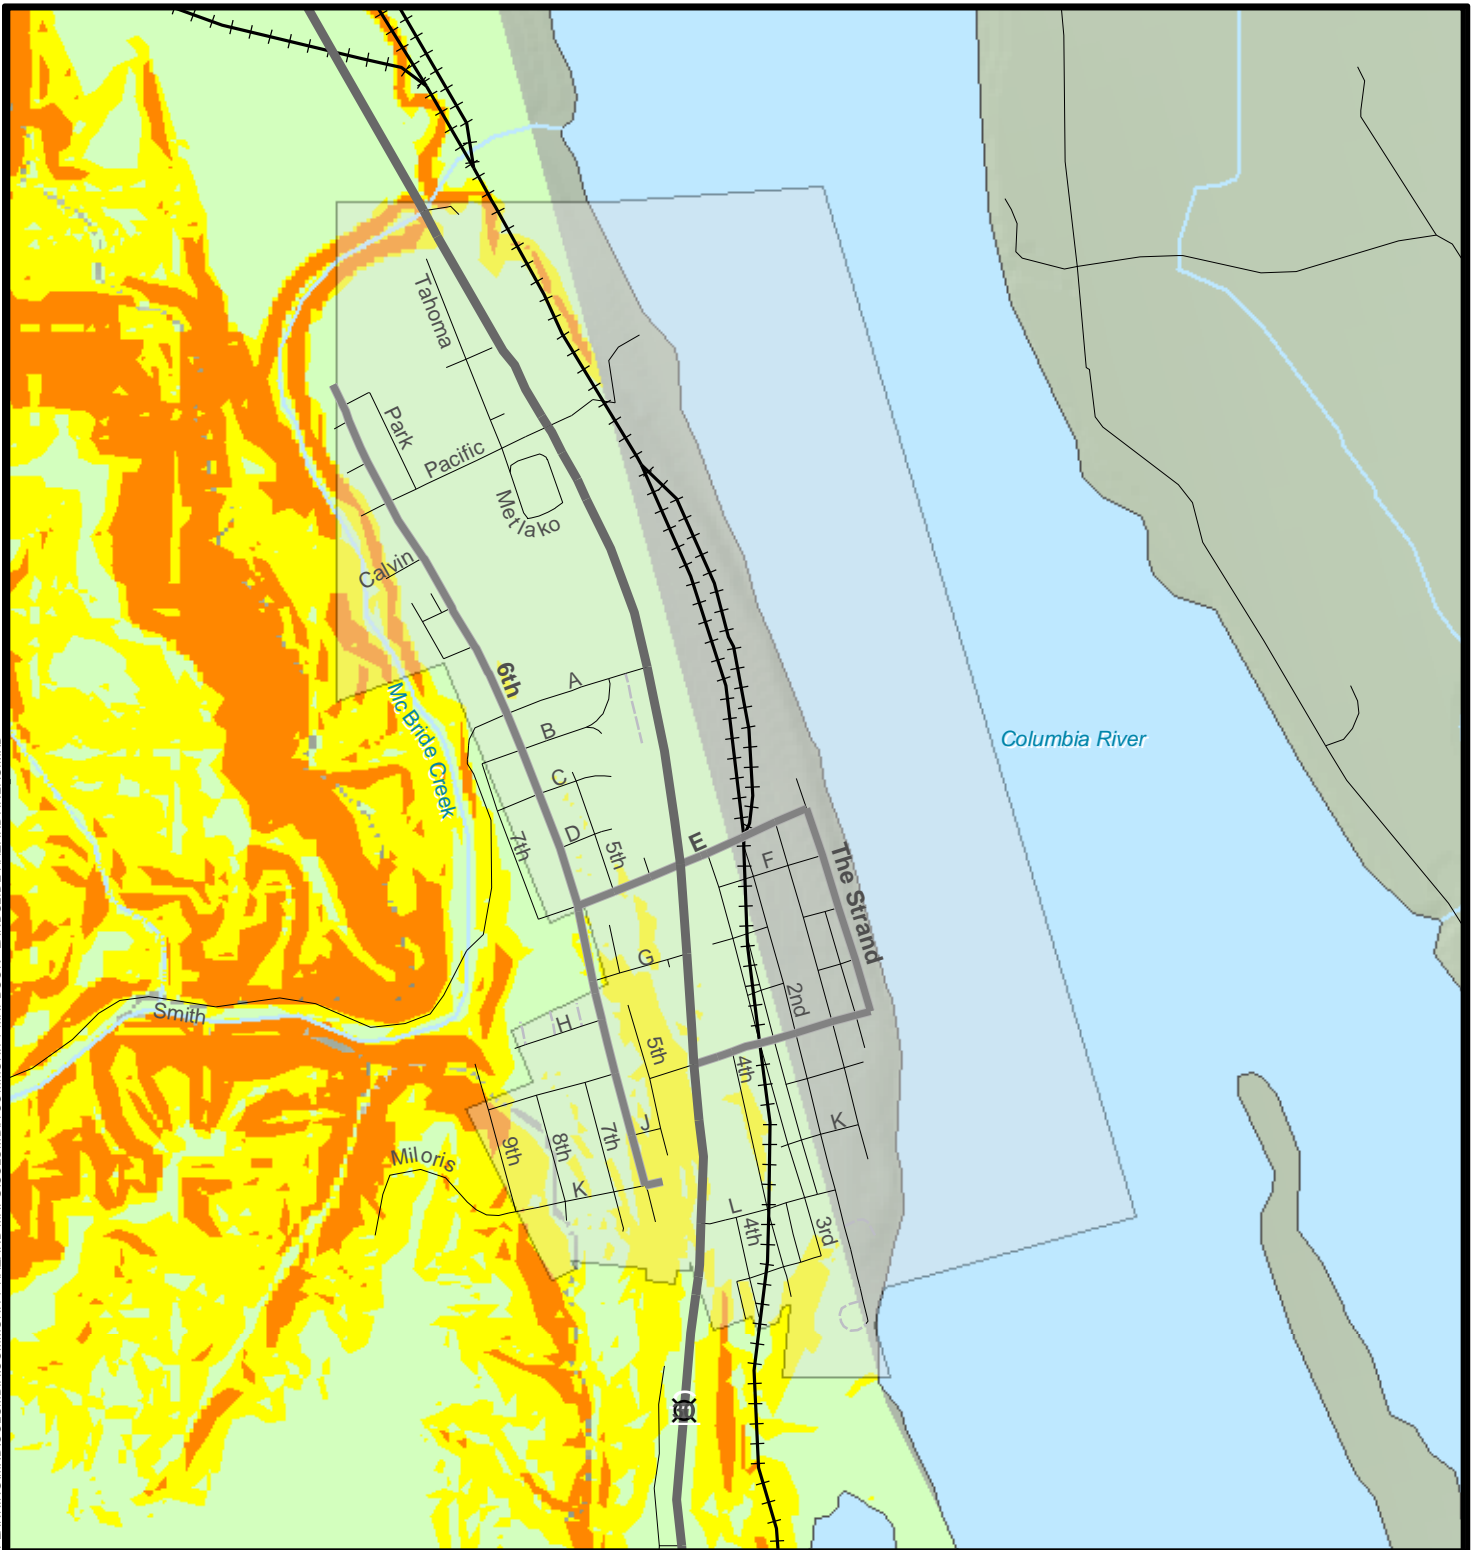 Tahoma
Park
Pacific
Metlako
Calvin
6th
A
McBride Creek
B
Columbia River
C
D
7th
5th
E
F
The Strand
G
2nd
Smith
H
5th
4th
J
K
9th
8th
7th
Miloris
K
L
4th
3rd